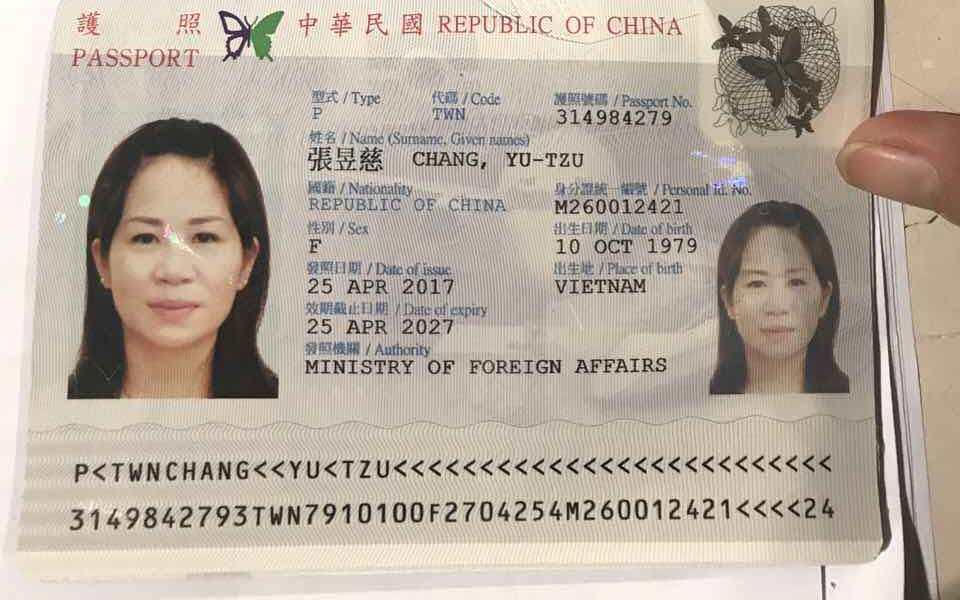 護照 中華民國 REPUBLIC OF CHINA
PASSPORT
型式 / Type 代碼 / Code 護照號碼 / Passport No.
P TWN 314984279
姓名 / Name (Surname, Given names)
張昱慈 CHANG, YU-TZU
國籍 / Nationality 身分證統一編號 / Personal Id. No.
REPUBLIC OF CHINA M260012421
性別 / Sex 出生日期 / Date of birth
F 10 OCT 1979
發照日期 / Date of issue 出生地 / Place of birth
25 APR 2017 VIETNAM
效期截止日期 / Date of expiry
25 APR 2027
發照機關 / Authority
MINISTRY OF FOREIGN AFFAIRS
P<TWNCHANG<<YU<TZU<<<<<<<<<<<<<<<<<<<<<<<<<<
3149842793TWN7910100F2704254M260012421<<<<24